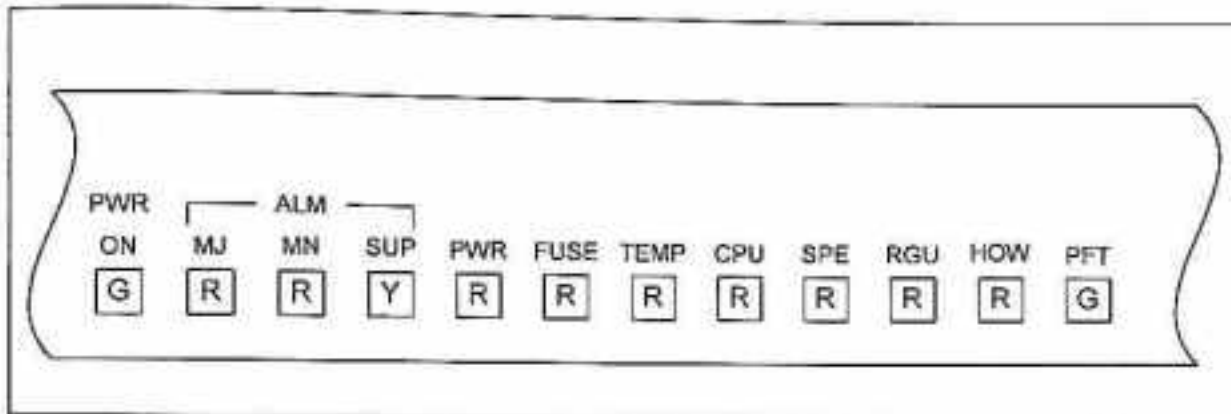 PWR ALM
ON MJ MN SUP PWR FUSE TEMP CPU SPE RGU HOW PFT
G R R Y R R R R R R R G